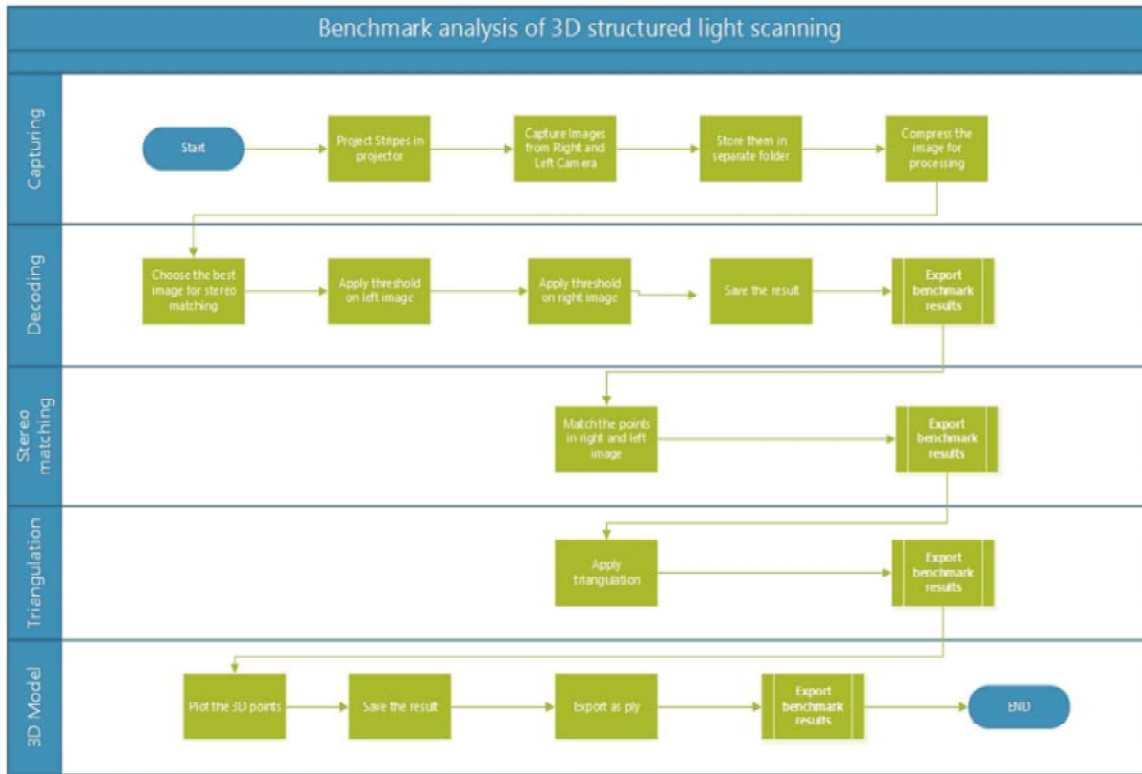 Benchmark analysis of 3D structured light scanning
Capturing
Start
Project Stripes in
projector
Capture Images
from Right and
Left Camera
Store them in
separate folder
Compress the
image for
processing
Decoding
Choose the best
image for stereo
matching
Apply threshold
on left image
Apply threshold
on right image
Save the result
Export
benchmark
results
Stereo
matching
Match the points
in right and left
image
Export
benchmark
results
Triangulation
Apply
triangulation
Export
benchmark
results
3D Model
Plot the 3D points
Save the result
Export as ply
Export
benchmark
results
END